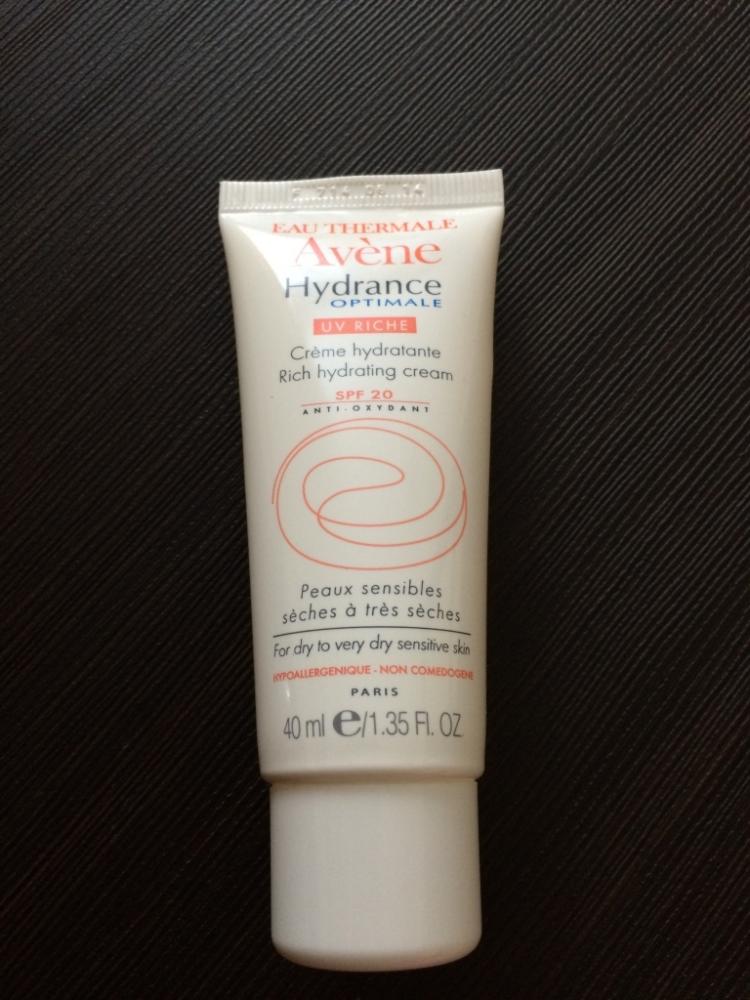 EAU THERMALE
Avène
Hydrance
OPTIMALE
UV RICHE
Crème hydratante
Rich hydrating cream
SPF 20
ANTI-OXYDANT
Peaux sensibles
sèches à très sèches
For dry to very dry sensitive skin
HYPOALLERGENIQUE - NON COMEDOGENE
PARIS
40 ml e/1.35 Fl. OZ